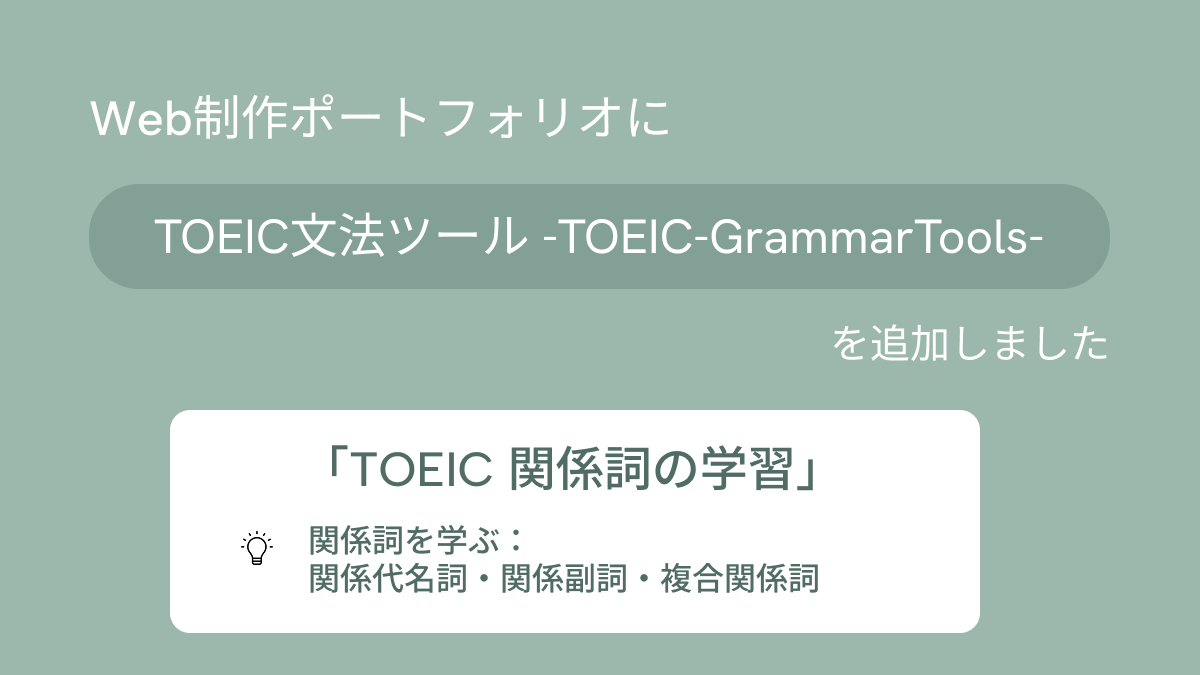 Web制作ポートフォリオに
TOEIC文法ツール -TOEIC-GrammarTools-
を追加しました
「TOEIC 関係詞の学習」
関係詞を学ぶ：
関係代名詞・関係副詞・複合関係詞